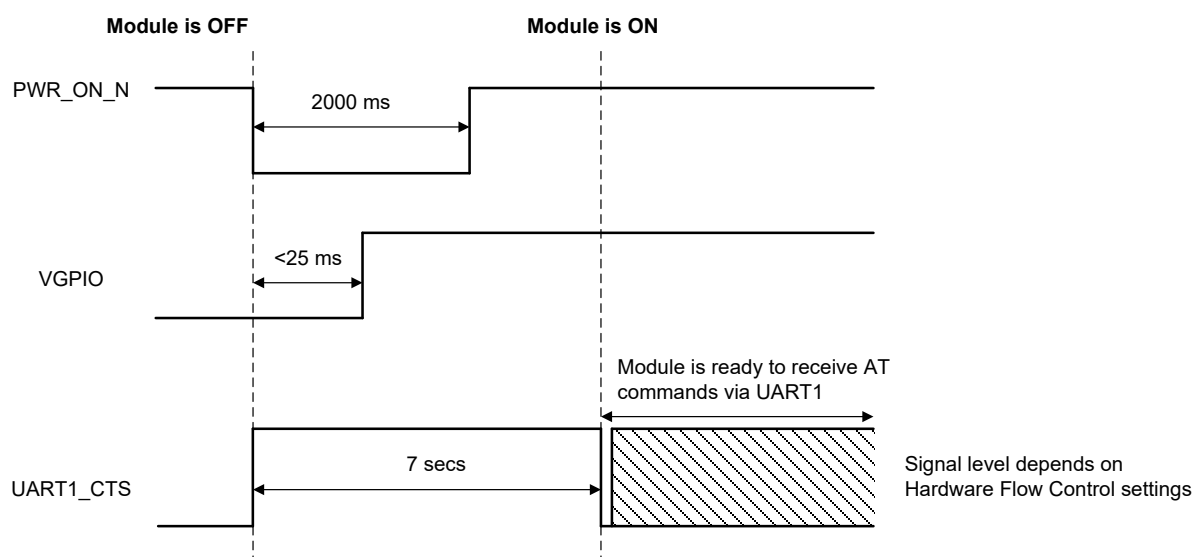 Module is OFF
Module is ON
PWR_ON_N
2000 ms
<25 ms
VGPIO
Module is ready to receive AT
commands via UART1
7 secs
UART1_CTS
Signal level depends on
Hardware Flow Control settings